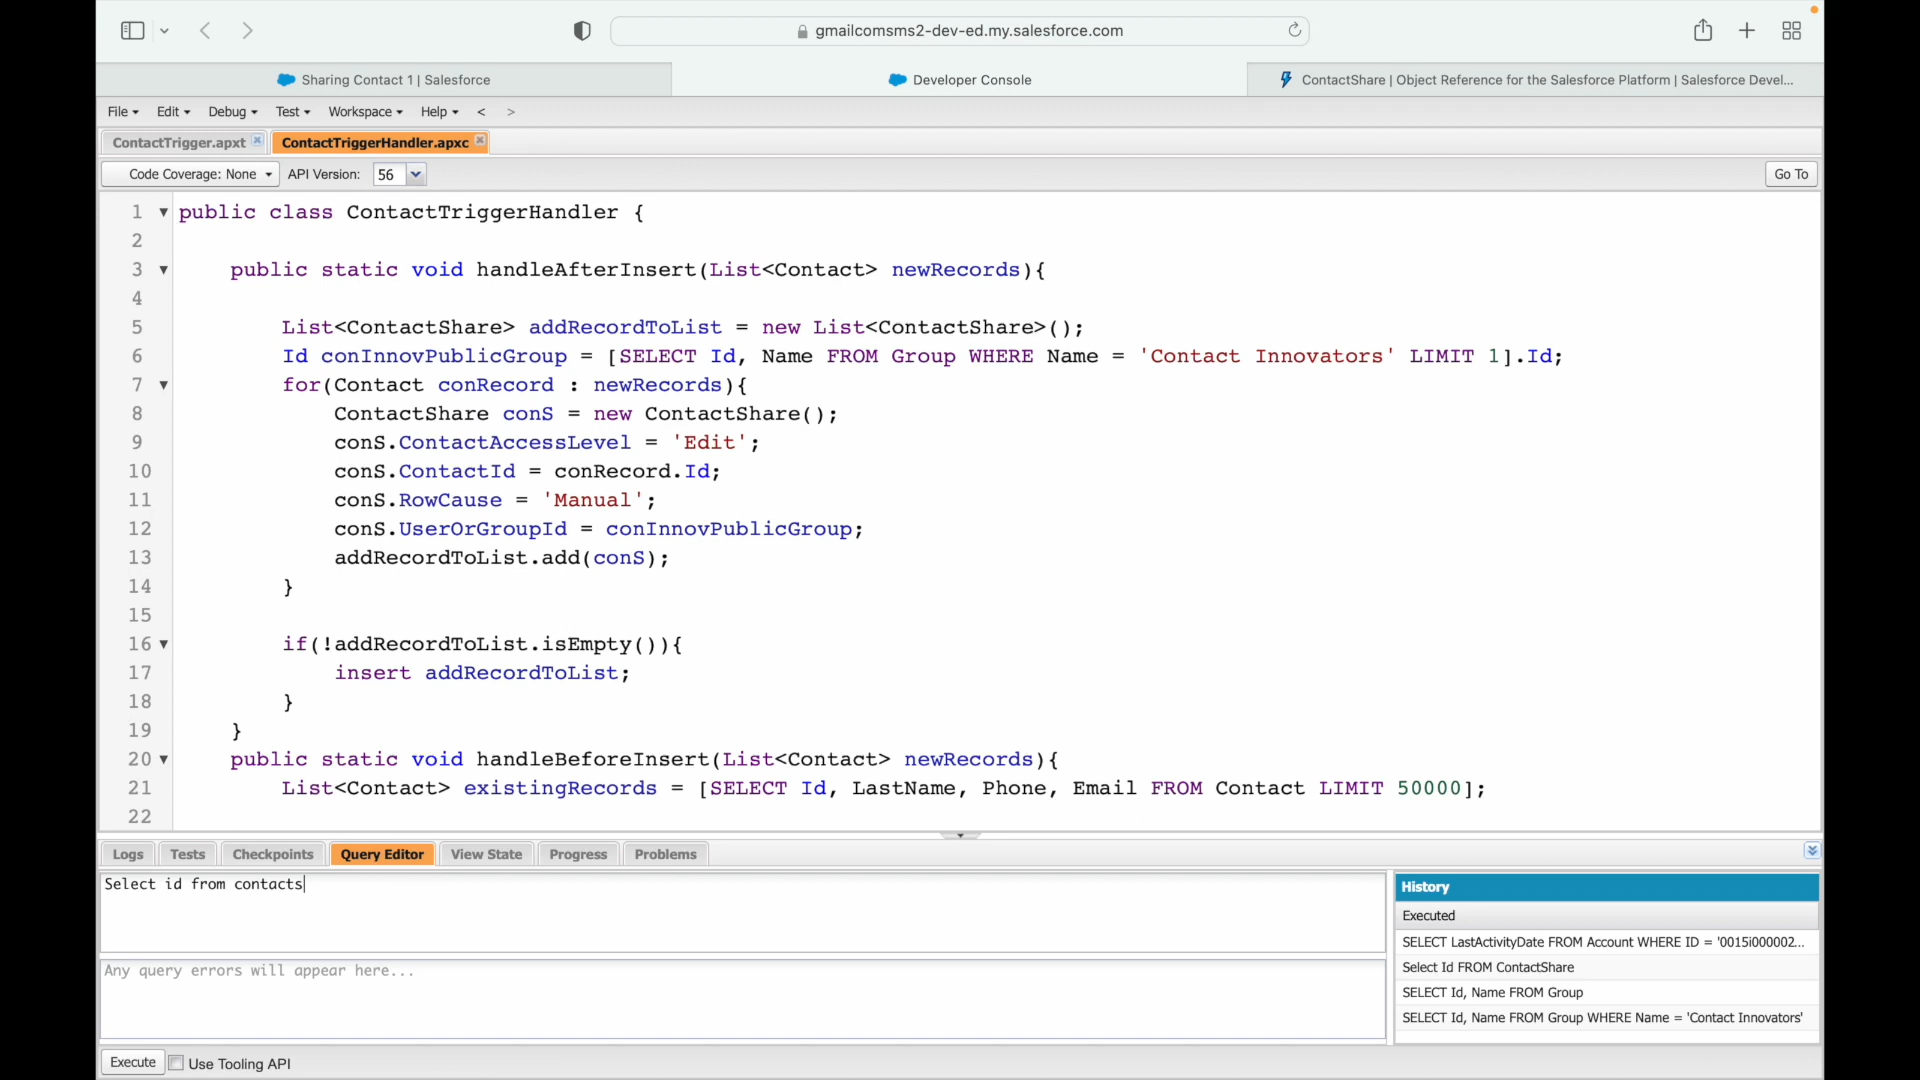 gmailcomsms2-dev-ed.my.salesforce.com
Sharing Contact 1 | Salesforce
Developer Console
ContactShare | Object Reference for the Salesforce Platform | Salesforce Devel...
File Edit Debug Test Workspace Help < >
ContactTrigger.apxt
ContactTriggerHandler.apxc
Code Coverage: None API Version: 56 Go To
1 public class ContactTriggerHandler {
2
3 public static void handleAfterInsert(List<Contact> newRecords){
4
5 List<ContactShare> addRecordToList = new List<ContactShare>();
6 Id conInnovPublicGroup = [SELECT Id, Name FROM Group WHERE Name = 'Contact Innovators' LIMIT 1].Id;
7 for(Contact conRecord : newRecords){
8 ContactShare conS = new ContactShare();
9 conS.ContactAccessLevel = 'Edit';
10 conS.ContactId = conRecord.Id;
11 conS.RowCause = 'Manual';
12 conS.UserOrGroupId = conInnovPublicGroup;
13 addRecordToList.add(conS);
14 }
15
16 if(!addRecordToList.isEmpty()){
17 insert addRecordToList;
18 }
19 }
20 public static void handleBeforeInsert(List<Contact> newRecords){
21 List<Contact> existingRecords = [SELECT Id, LastName, Phone, Email FROM Contact LIMIT 50000];
22
Logs Tests Checkpoints Query Editor View State Progress Problems
Select id from contacts
Any query errors will appear here...
History
Executed
SELECT LastActivityDate FROM Account WHERE ID = '0015i000002...
Select Id FROM ContactShare
SELECT Id, Name FROM Group
SELECT Id, Name FROM Group WHERE Name = 'Contact Innovators'
Execute Use Tooling API